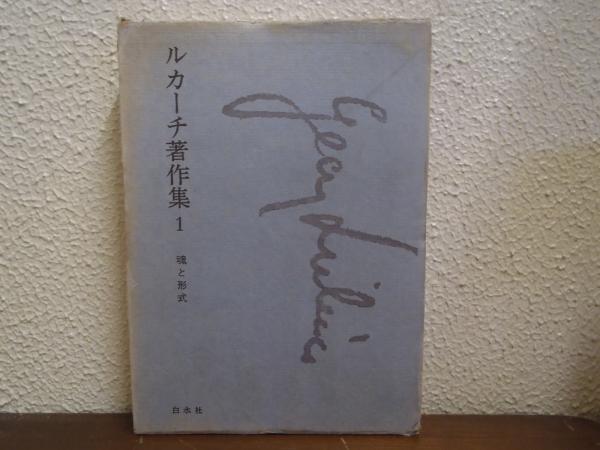 ルカーチ著作集 1
魂と形式
Georg Lukács
白水社